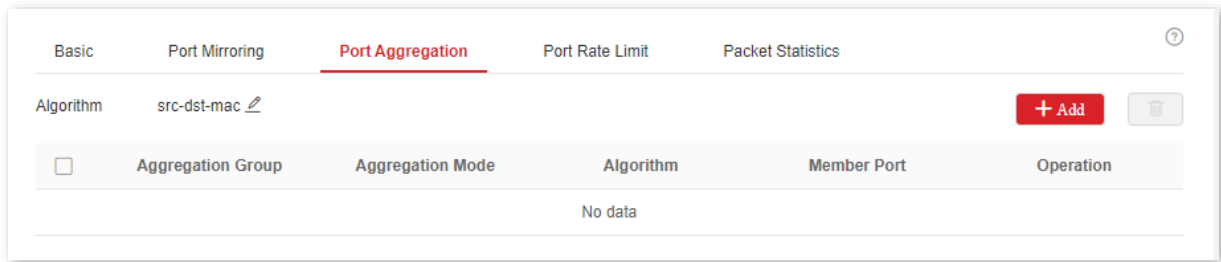 Basic Port Mirroring Port Aggregation Port Rate Limit Packet Statistics ?
Algorithm src-dst-mac + Add
Aggregation Group Aggregation Mode Algorithm Member Port Operation
No data